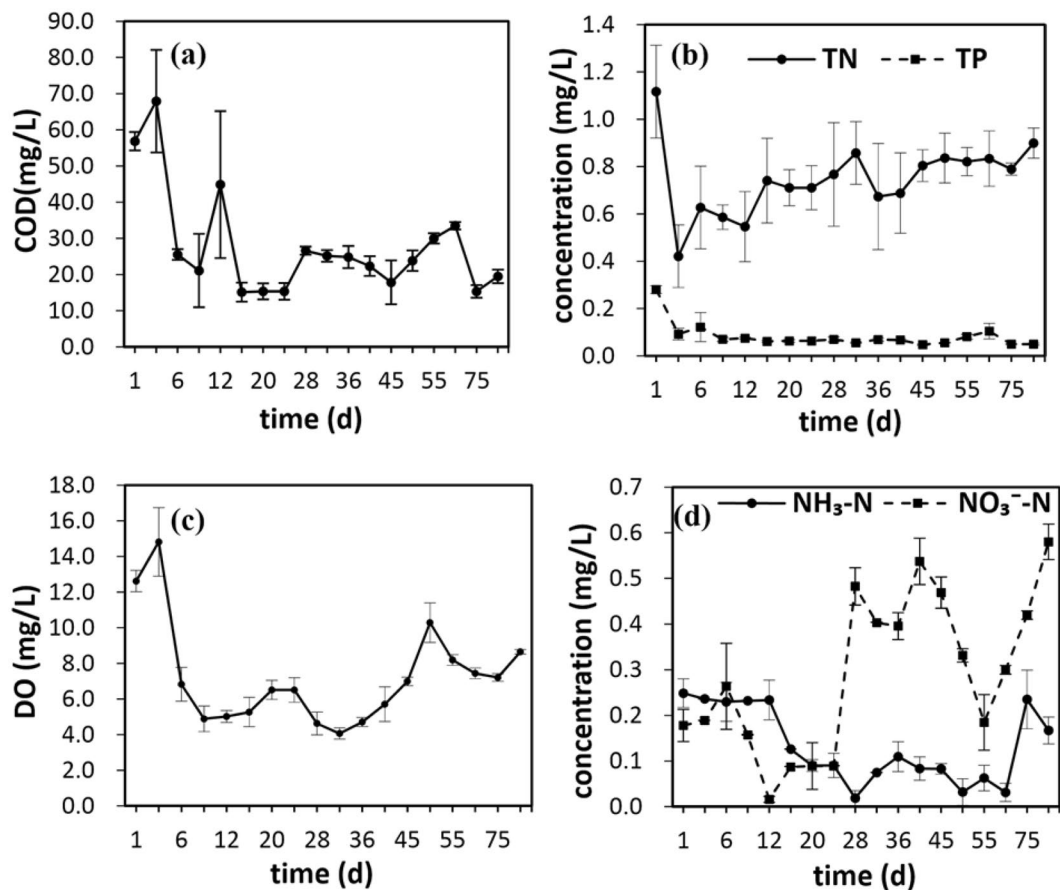 (a)
COD(mg/L)
90.0
80.0
70.0
60.0
50.0
40.0
30.0
20.0
10.0
0.0
1 6 12 20 28 36 45 55 75
time (d)
(b)
TN TP
concentration (mg/L)
1.4
1.2
1.0
0.8
0.6
0.4
0.2
0.0
1 6 12 20 28 36 45 55 75
time (d)
(c)
DO (mg/L)
18.0
16.0
14.0
12.0
10.0
8.0
6.0
4.0
2.0
0.0
1 6 12 20 28 36 45 55 75
time (d)
(d)
NH₃-N NO₃⁻-N
concentration (mg/L)
0.7
0.6
0.5
0.4
0.3
0.2
0.1
0.0
1 6 12 20 28 36 45 55 75
time (d)